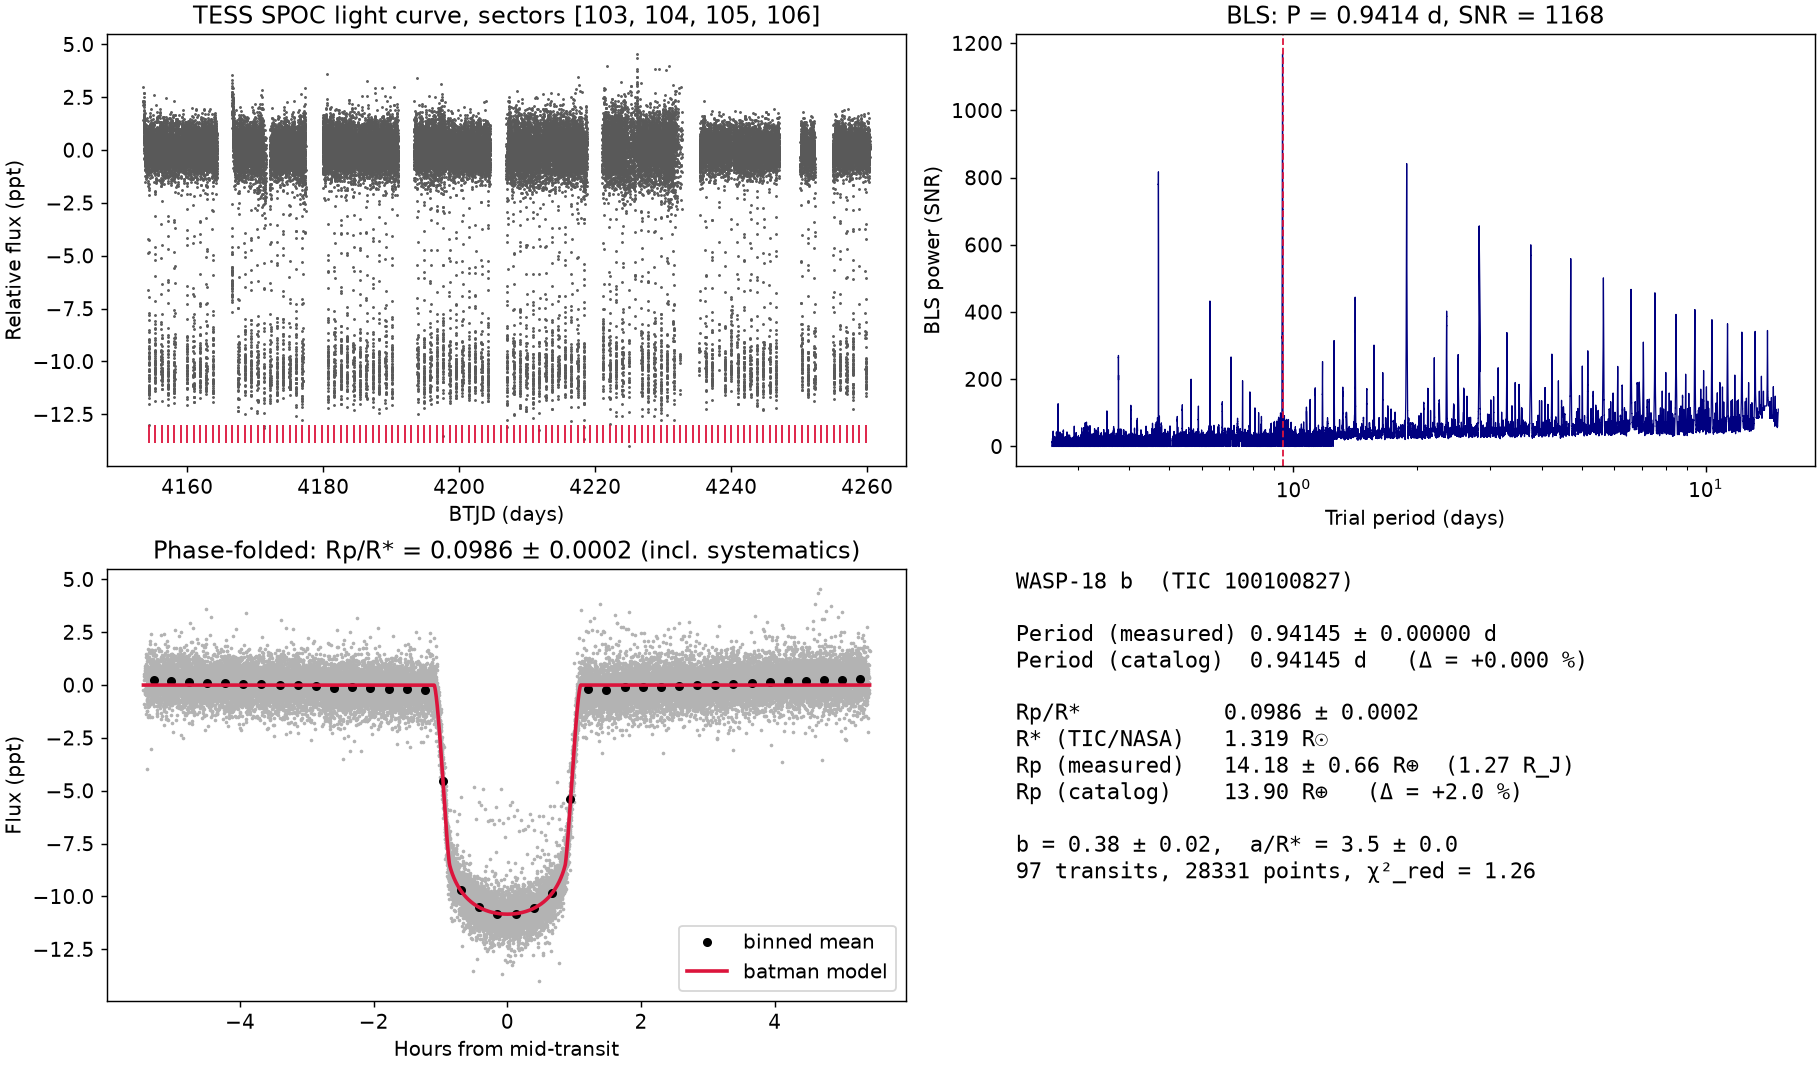 TESS SPOC light curve, sectors [103, 104, 105, 106]
5.0
2.5
0.0
−2.5
−5.0
−7.5
−10.0
−12.5
Relative flux (ppt)
4160 4180 4200 4220 4240 4260
BTJD (days)
BLS: P = 0.9414 d, SNR = 1168
1200
1000
800
600
400
200
0
BLS power (SNR)
10⁰ 10¹
Trial period (days)
Phase-folded: Rp/R* = 0.0986 ± 0.0002 (incl. systematics)
5.0
2.5
0.0
−2.5
−5.0
−7.5
−10.0
−12.5
Flux (ppt)
binned mean
batman model
−4 −2 0 2 4
Hours from mid-transit
WASP-18 b (TIC 100100827)
Period (measured) 0.94145 ± 0.00000 d
Period (catalog) 0.94145 d (Δ = +0.000 %)
Rp/R* 0.0986 ± 0.0002
R* (TIC/NASA) 1.319 R☉
Rp (measured) 14.18 ± 0.66 R⊕ (1.27 R_J)
Rp (catalog) 13.90 R⊕ (Δ = +2.0 %)
b = 0.38 ± 0.02, a/R* = 3.5 ± 0.0
97 transits, 28331 points, χ²_red = 1.26